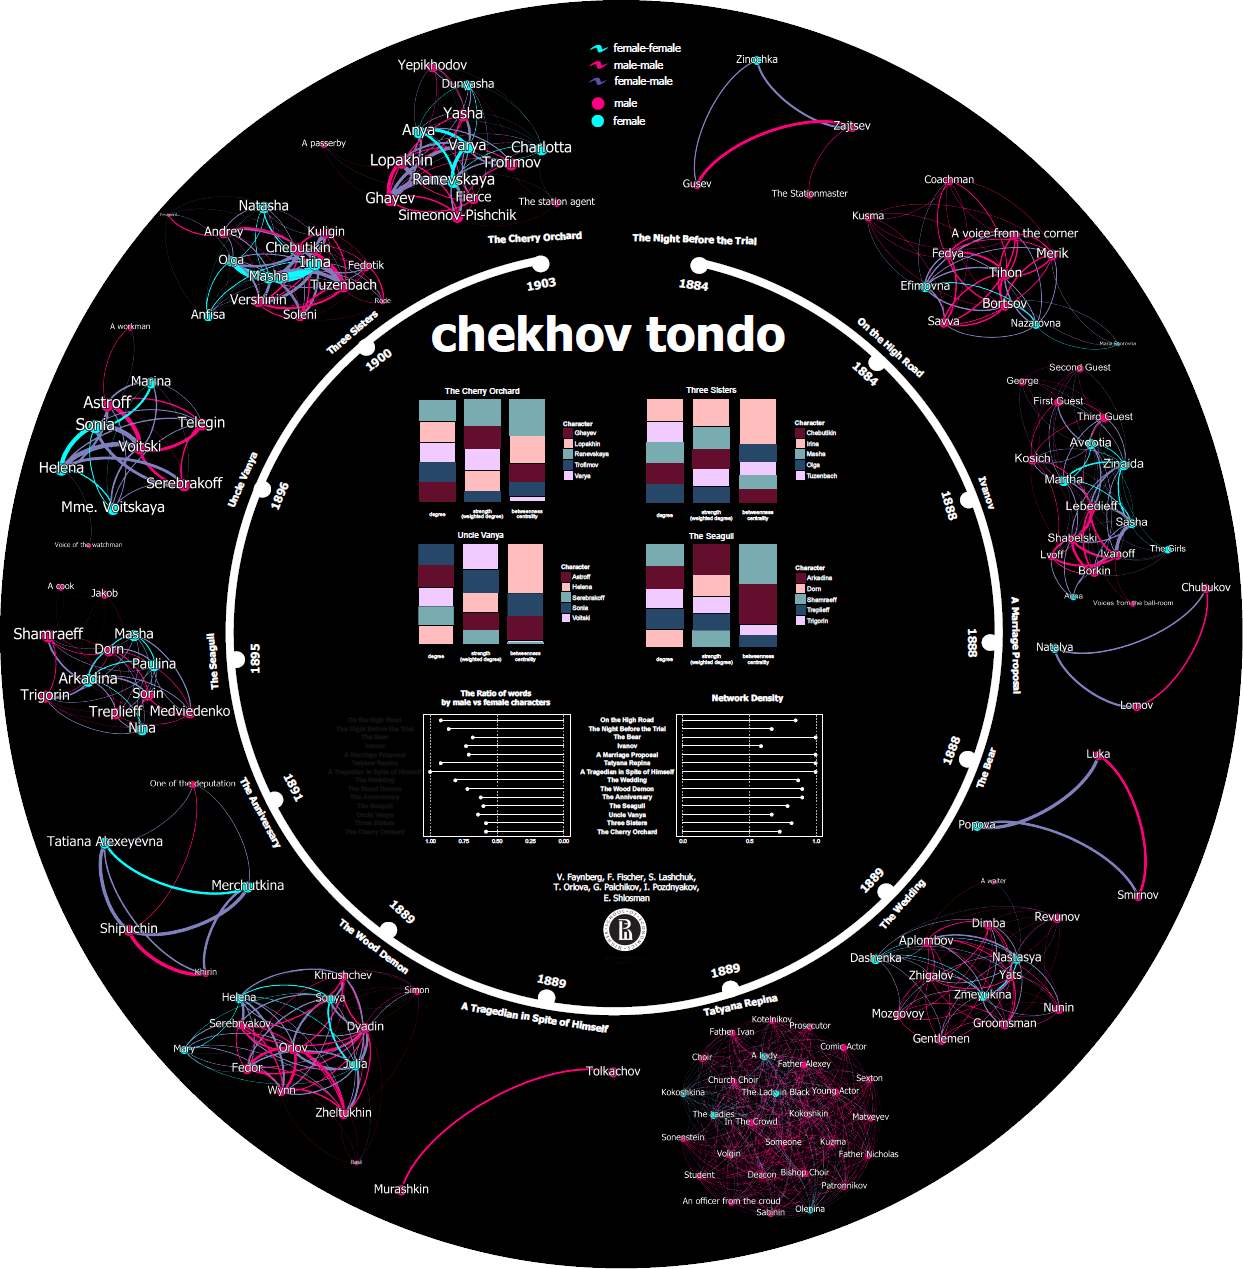 female-female
male-male
female-male
male
female
Yepikhodov
Dunyasha
Yasha
Anya
Varya
Charlotta
A passerby
Lopakhin
Trofimov
Ranevskaya
Ghayev
Fierce
The station agent
Simeonov-Pishchik
The Cherry Orchard
1903
Zinochka
Zajtsev
Gusev
The Stationmaster
The Night Before the Trial
1884
Coachman
Kusma
A voice from the corner
Fedya
Merik
Tihon
Efimovna
Bortsov
Savva
Nazarovna
On the High Road
1884
Second Guest
George
First Guest
Third Guest
Avdotia
Kosich
Zinaida
Martha
Lebedieff
Sasha
Shabelski
The Girls
Lvoff
Ivanoff
Borkin
Anna
Voices from the ball-room
Ivanov
1888
Chubukov
Natalya
Lomov
A Marriage Proposal
1888
Luka
Popova
Smirnov
The Bear
1888
A waiter
Dimba
Revunov
Aplombov
Dashenka
Nastasya
Zhigalov
Yats
Zmeyukina
Mozgovoy
Nunin
Groomsman
Gentlemen
The Wedding
1889
Kotelnikov
Father Ivan
Prosecutor
Comic Actor
Choir
A Lady
Father Alexey
Church Choir
Sexton
Kokoshkina
The Lady in Black
Young Actor
The ladies
In The Crowd
Kokoshkin
Matveyev
Sonenstein
Someone
Kuzma
Volgin
Father Nicholas
Student
Deacon
Bishop Choir
Patronnikov
An officer from the croud
Sabinin
Olenina
Tatyana Repina
1889
Tolkachov
Murashkin
A Tragedian in Spite of Himself
1889
Khrushchev
Helena
Sonya
Simon
Serebryakov
Dyadin
Mary
Orlov
Fedor
Julia
Wynn
Zheltukhin
The Wood Demon
1889
One of the deputation
Tatiana Alexeyevna
Merchutkina
Shipuchin
Khirin
The Anniversary
1891
A cook
Jakob
Shamraeff
Masha
Dorn
Paulina
Arkadina
Trigorin
Sorin
Treplieff
Medviedenko
Nina
The Seagull
1895
A workman
Marina
Astroff
Sonia
Telegin
Voitski
Helena
Serebrakoff
Mme. Voitskaya
Voice of the watchman
Uncle Vanya
1896
Natasha
Andrey
Kuligin
Chebutikin
Olga
Irina
Fedotik
Masha
Tuzenbach
Vershinin
Rode
Anfisa
Soleni
Three Sisters
1900
chekhov tondo
The Cherry Orchard
Character
Ghayev
Lopakhin
Ranevskaya
Trofimov
Varya
degree
strength
(weighted degree)
betweenness
centrality
Three Sisters
Character
Chebutikin
Irina
Masha
Olga
Tuzenbach
degree
strength
(weighted degree)
betweenness
centrality
Uncle Vanya
Character
Astroff
Helena
Serebrakoff
Sonia
Voitski
degree
strength
(weighted degree)
betweenness
centrality
The Seagull
Character
Arkadina
Dorn
Shamraeff
Treplieff
Trigorin
degree
strength
(weighted degree)
betweenness
centrality
The Ratio of words
by male vs female characters
On the High Road
The Night Before the Trial
The Bear
Ivanov
A Marriage Proposal
Tatyana Repina
A Tragedian in Spite of Himself
The Wedding
The Wood Demon
The Anniversary
The Seagull
Uncle Vanya
Three Sisters
The Cherry Orchard
1.00 0.75 0.50 0.25 0.00
Network Density
On the High Road
The Night Before the Trial
The Bear
Ivanov
A Marriage Proposal
Tatyana Repina
A Tragedian in Spite of Himself
The Wedding
The Wood Demon
The Anniversary
The Seagull
Uncle Vanya
Three Sisters
The Cherry Orchard
0.0 0.5 1.0
V. Faynberg, F. Fischer, S. Lashchuk,
T. Orlova, G. Palchikov, I. Pozdnyakov,
E. Shlosman